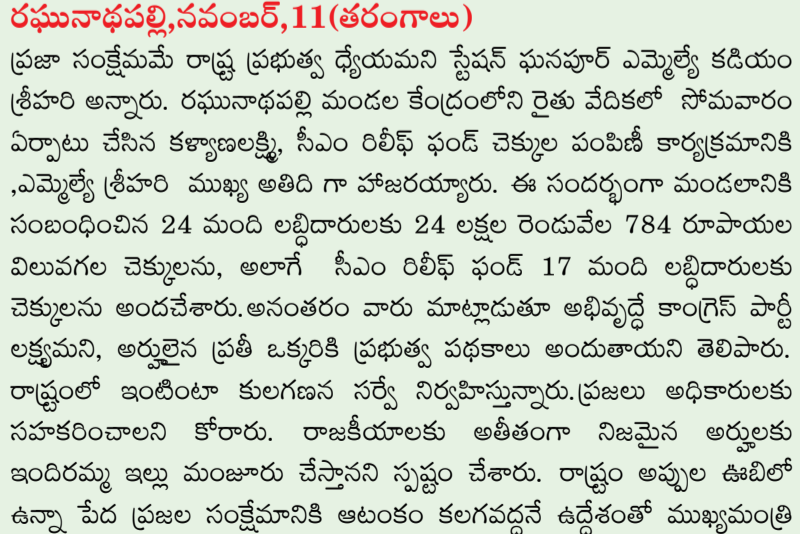 రఘునాథపల్లి,నవంబర్,11(తరంగాలు)
ప్రజా సంక్షేమమే రాష్ట్ర ప్రభుత్వ ధ్యేయమని స్టేషన్ ఘనపూర్ ఎమ్మెల్యే కడియం
శ్రీహరి అన్నారు. రఘునాథపల్లి మండల కేంద్రంలోని రైతు వేదికలో సోమవారం
ఏర్పాటు చేసిన కళ్యాణలక్ష్మి, సీఎం రిలీఫ్ ఫండ్ చెక్కుల పంపిణీ కార్యక్రమానికి
,ఎమ్మెల్యే శ్రీహరి ముఖ్య అతిది గా హాజరయ్యారు. ఈ సందర్భంగా మండలానికి
సంబంధించిన 24 మంది లబ్ధిదారులకు 24 లక్షల రెండువేల 784 రూపాయల
విలువగల చెక్కులను, అలాగే సీఎం రిలీఫ్ ఫండ్ 17 మంది లబ్ధిదారులకు
చెక్కులను అందచేశారు.అనంతరం వారు మాట్లాడుతూ అభివృద్ధే కాంగ్రెస్ పార్టీ
లక్ష్యమని, అర్హులైన ప్రతీ ఒక్కరికి ప్రభుత్వ పథకాలు అందుతాయని తెలిపారు.
రాష్ట్రంలో ఇంటింటా కులగణన సర్వే నిర్వహిస్తున్నారు.ప్రజలు అధికారులకు
సహకరించాలని కోరారు. రాజకీయాలకు అతీతంగా నిజమైన అర్హులకు
ఇందిరమ్మ ఇల్లు మంజూరు చేస్తానని స్పష్టం చేశారు. రాష్ట్రం అప్పుల ఊబిలో
ఉన్నా పేద ప్రజల సంక్షేమానికి ఆటంకం కలగవద్దనే ఉద్దేశంతో ముఖ్యమంత్రి